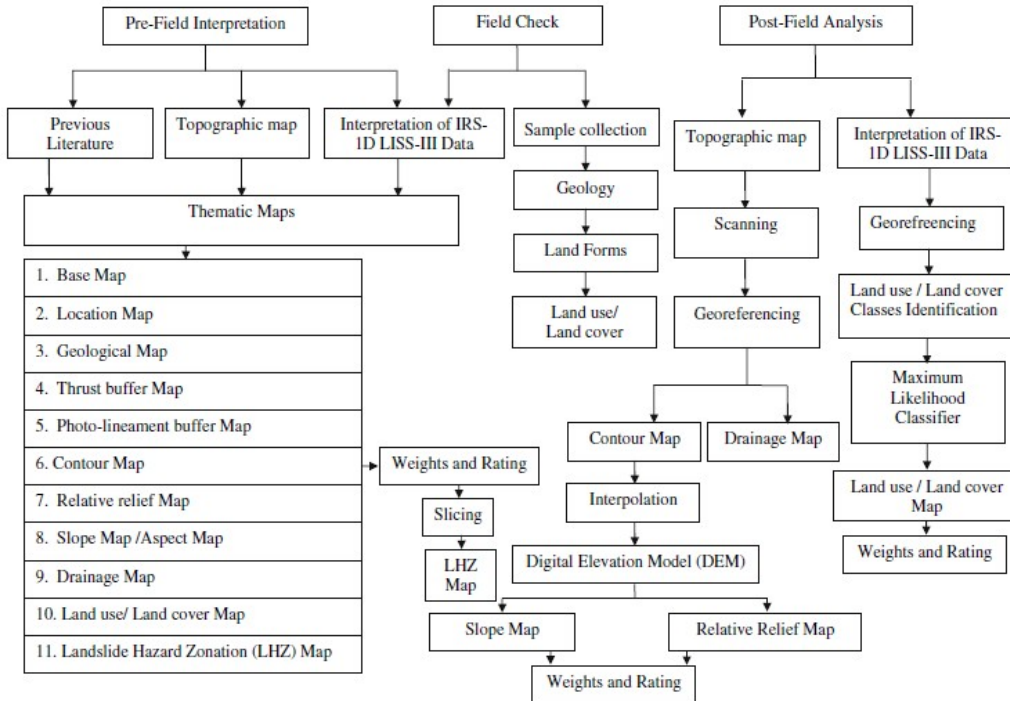 Pre-Field Interpretation
Field Check
Post-Field Analysis
Previous
Literature
Topographic map
Interpretation of IRS-
1D LISS-III Data
Sample collection
Topographic map
Interpretation of IRS-
1D LISS-III Data
Thematic Maps
Geology
Scanning
Georefreencing
Land Forms
1. Base Map
2. Location Map
3. Geological Map
4. Thrust buffer Map
5. Photo-lineament buffer Map
6. Contour Map
7. Relative relief Map
8. Slope Map /Aspect Map
9. Drainage Map
10. Land use/ Land cover Map
11. Landslide Hazard Zonation (LHZ) Map
Land use/
Land cover
Georeferencing
Land use / Land cover
Classes Identification
Maximum
Likelihood
Classifier
Contour Map
Drainage Map
Weights and Rating
Interpolation
Land use / Land cover
Map
Slicing
Weights and Rating
LHZ
Map
Digital Elevation Model (DEM)
Slope Map
Relative Relief Map
Weights and Rating